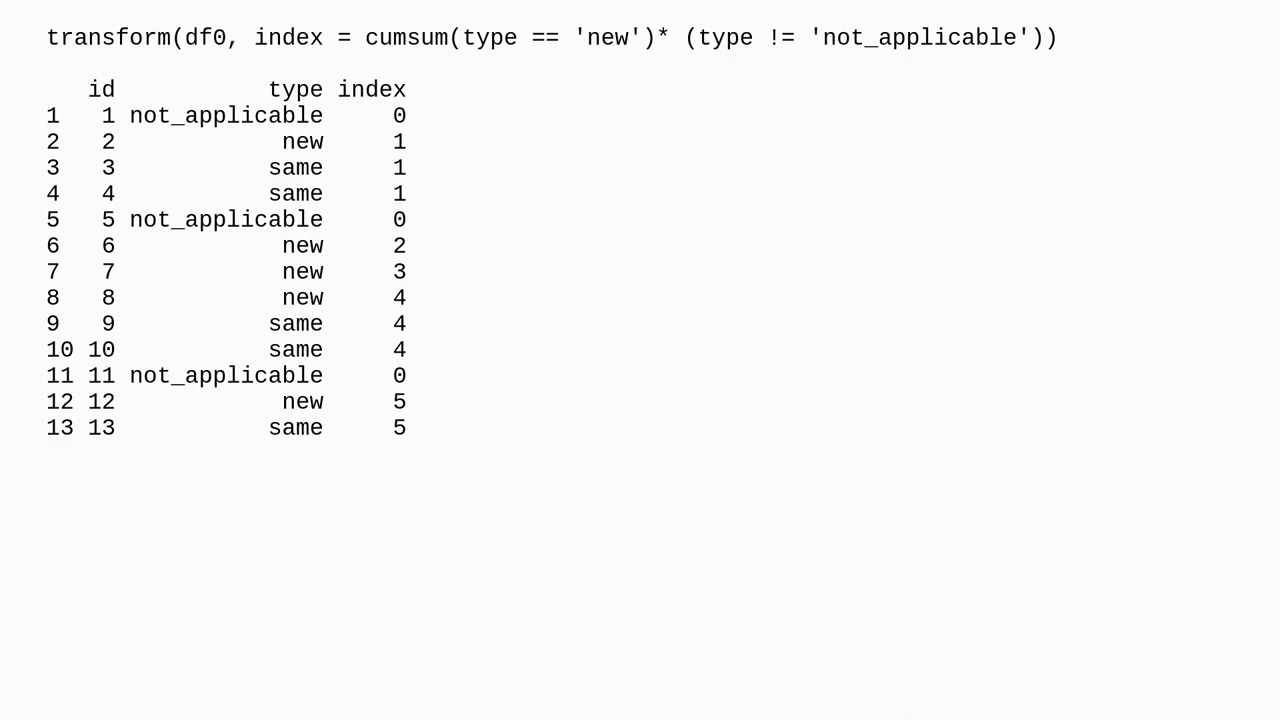 transform(df0, index = cumsum(type == 'new')* (type != 'not_applicable'))

   id           type index
1   1 not_applicable     0
2   2            new     1
3   3           same     1
4   4           same     1
5   5 not_applicable     0
6   6            new     2
7   7            new     3
8   8            new     4
9   9           same     4
10 10           same     4
11 11 not_applicable     0
12 12            new     5
13 13           same     5